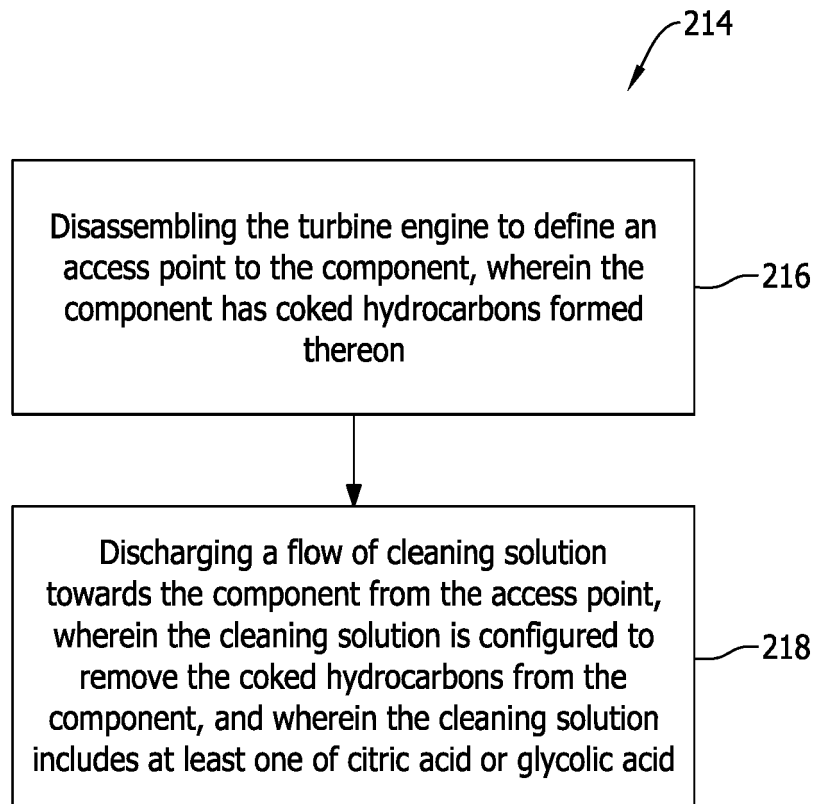 214
Disassembling the turbine engine to define an
access point to the component, wherein the
component has coked hydrocarbons formed
thereon
216
Discharging a flow of cleaning solution
towards the component from the access point,
wherein the cleaning solution is configured to
remove the coked hydrocarbons from the
component, and wherein the cleaning solution
includes at least one of citric acid or glycolic acid
218